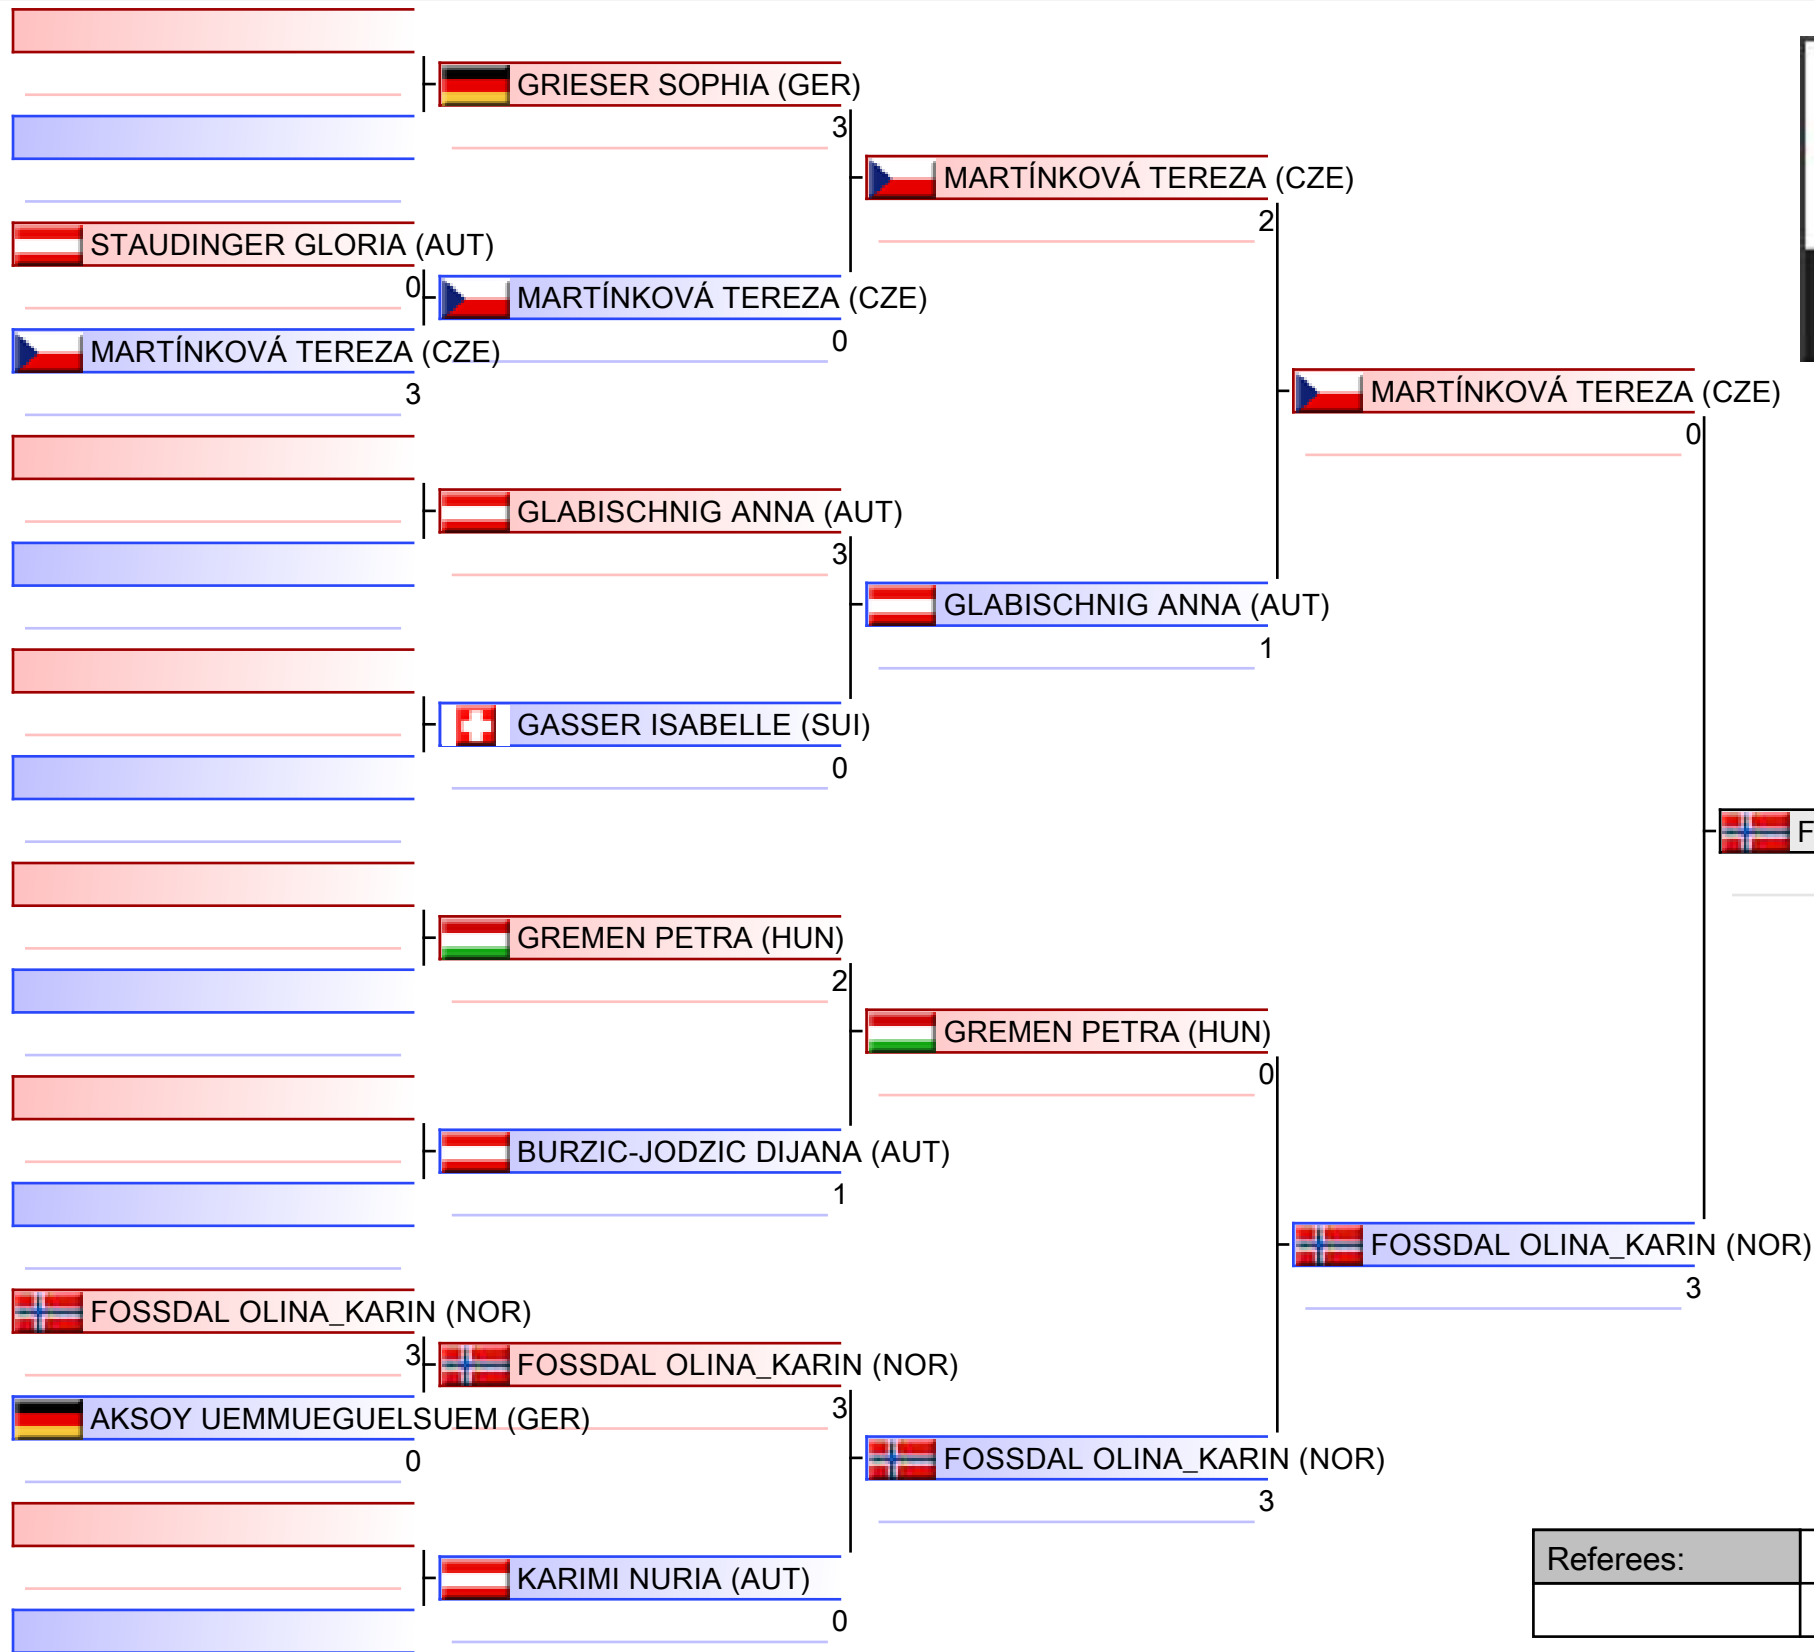 GRIESER SOPHIA (GER)
3
MARTÍNKOVÁ TEREZA (CZE)
2
STAUDINGER GLORIA (AUT)
0
MARTÍNKOVÁ TEREZA (CZE)
0
MARTÍNKOVÁ TEREZA (CZE)
3
MARTÍNKOVÁ TEREZA (CZE)
0
GLABISCHNIG ANNA (AUT)
3
GLABISCHNIG ANNA (AUT)
1
GASSER ISABELLE (SUI)
0
F
GREMEN PETRA (HUN)
2
GREMEN PETRA (HUN)
0
BURZIC-JODZIC DIJANA (AUT)
1
FOSSDAL OLINA_KARIN (NOR)
3
FOSSDAL OLINA_KARIN (NOR)
3
FOSSDAL OLINA_KARIN (NOR)
3
AKSOY UEMMUEGUELSUEM (GER)
0
FOSSDAL OLINA_KARIN (NOR)
3
KARIMI NURIA (AUT)
0
Referees: